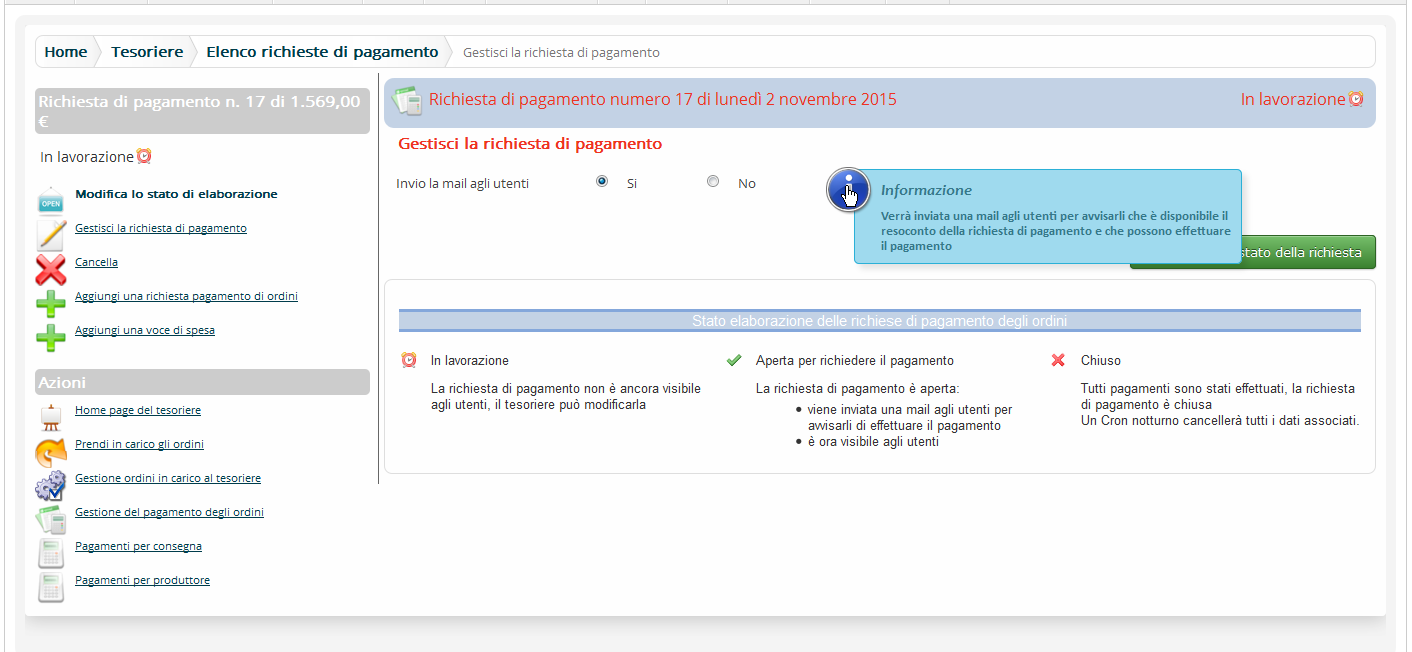 Home
Tesoriere
Elenco richieste di pagamento
Gestisci la richiesta di pagamento
Richiesta di pagamento n. 17 di 1.569,00
€
In lavorazione
OPEN
Modifica lo stato di elaborazione
Gestisci la richiesta di pagamento
Cancella
Aggiungi una richiesta pagamento di ordini
Aggiungi una voce di spesa
Azioni
Home page del tesoriere
Prendi in carico gli ordini
Gestione ordini in carico al tesoriere
Gestione del pagamento degli ordini
Pagamenti per consegna
Pagamenti per produttore
Richiesta di pagamento numero 17 di lunedì 2 novembre 2015
In lavorazione
Gestisci la richiesta di pagamento
Invio la mail agli utenti
Si
No
Informazione
Verrà inviata una mail agli utenti per avvisarli che è disponibile il
resoconto della richiesta di pagamento e che possono effettuare
il pagamento
stato della richiesta
Stato elaborazione delle richiese di pagamento degli ordini
In lavorazione
La richiesta di pagamento non è ancora visibile
agli utenti, il tesoriere può modificarla
Aperta per richiedere il pagamento
La richiesta di pagamento è aperta:
• viene inviata una mail agli utenti per
avvisarli di effettuare il pagamento
• è ora visibile agli utenti
Chiuso
Tutti pagamenti sono stati effettuati, la richiesta
di pagamento è chiusa
Un Cron notturno cancellerà tutti i dati associati.